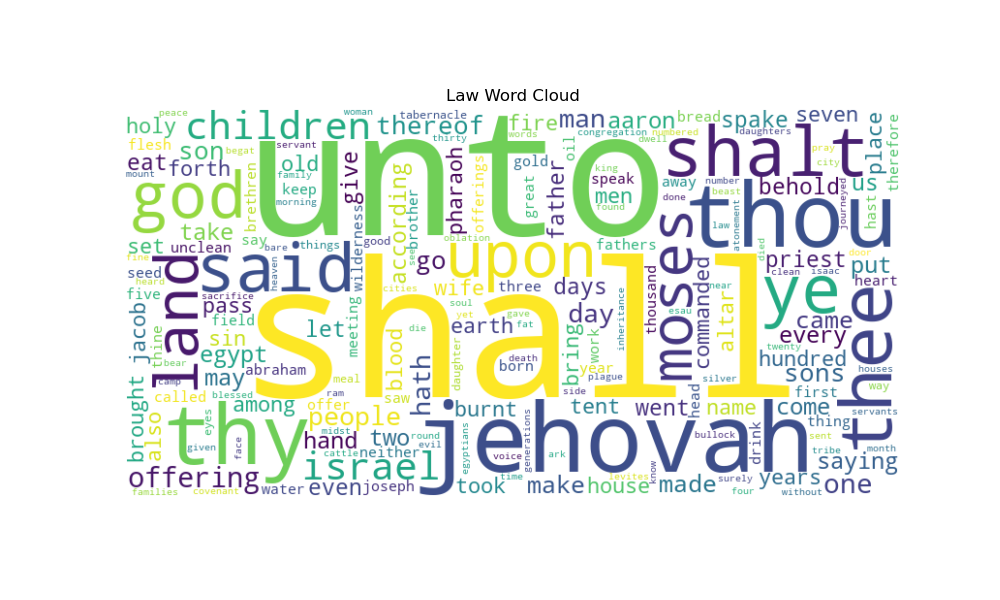 Law Word Cloud
peace
woman
tabernacle
holy
children
thereof
fire
man
aaron
bread
spake
seven
congregation
numbered
daughters
thirty
words
dwell
flesh
begat
servant
unto
shalt
place
therefore
son
eat
forth
old
give
pharaoh
offerings
gold
oil
father
king
speak
men
found
pray
city
away
number
beast
done
behold
us
hast
journeyed
mount
family
keep
morning
brethren
god
great
according
brother
see
wilderness
thou
law
atonement
take
set
say
unclean
bare
things
good
oblation
fathers
died
moses
priest
put
fine
heard
seed
land
said
heaven
go
upon
cities
clean
isaac
door
heart
near
ye
thee
five
sacrifice
pass
field
wife
three
days
soul
yet
gave
fat
thousand
commanded
esau
altar
came
every
twenty
jacob
thine
sin
let
meeting
die
earth
day
inheritance
shall
egypt
bear
abraham
blood
saw
hath
daughter
death
born
bring
work
year
plague
hundred
sons
houses
way
camp
may
meal
ram
side
silver
head
first
called
blessed
among
offer
people
burnt
tent
went
name
come
servants
brought
also
eyes
thy
hand
midst
two
round
evil
jehovah
bullock
drink
thing
sent
tribe
month
given
face
cattle
neither
egyptians
voice
generations
ark
know
saying
offering
israel
families
covenant
water
even
joseph
took
time
levites
make
house
made
surely
four
years
without
one